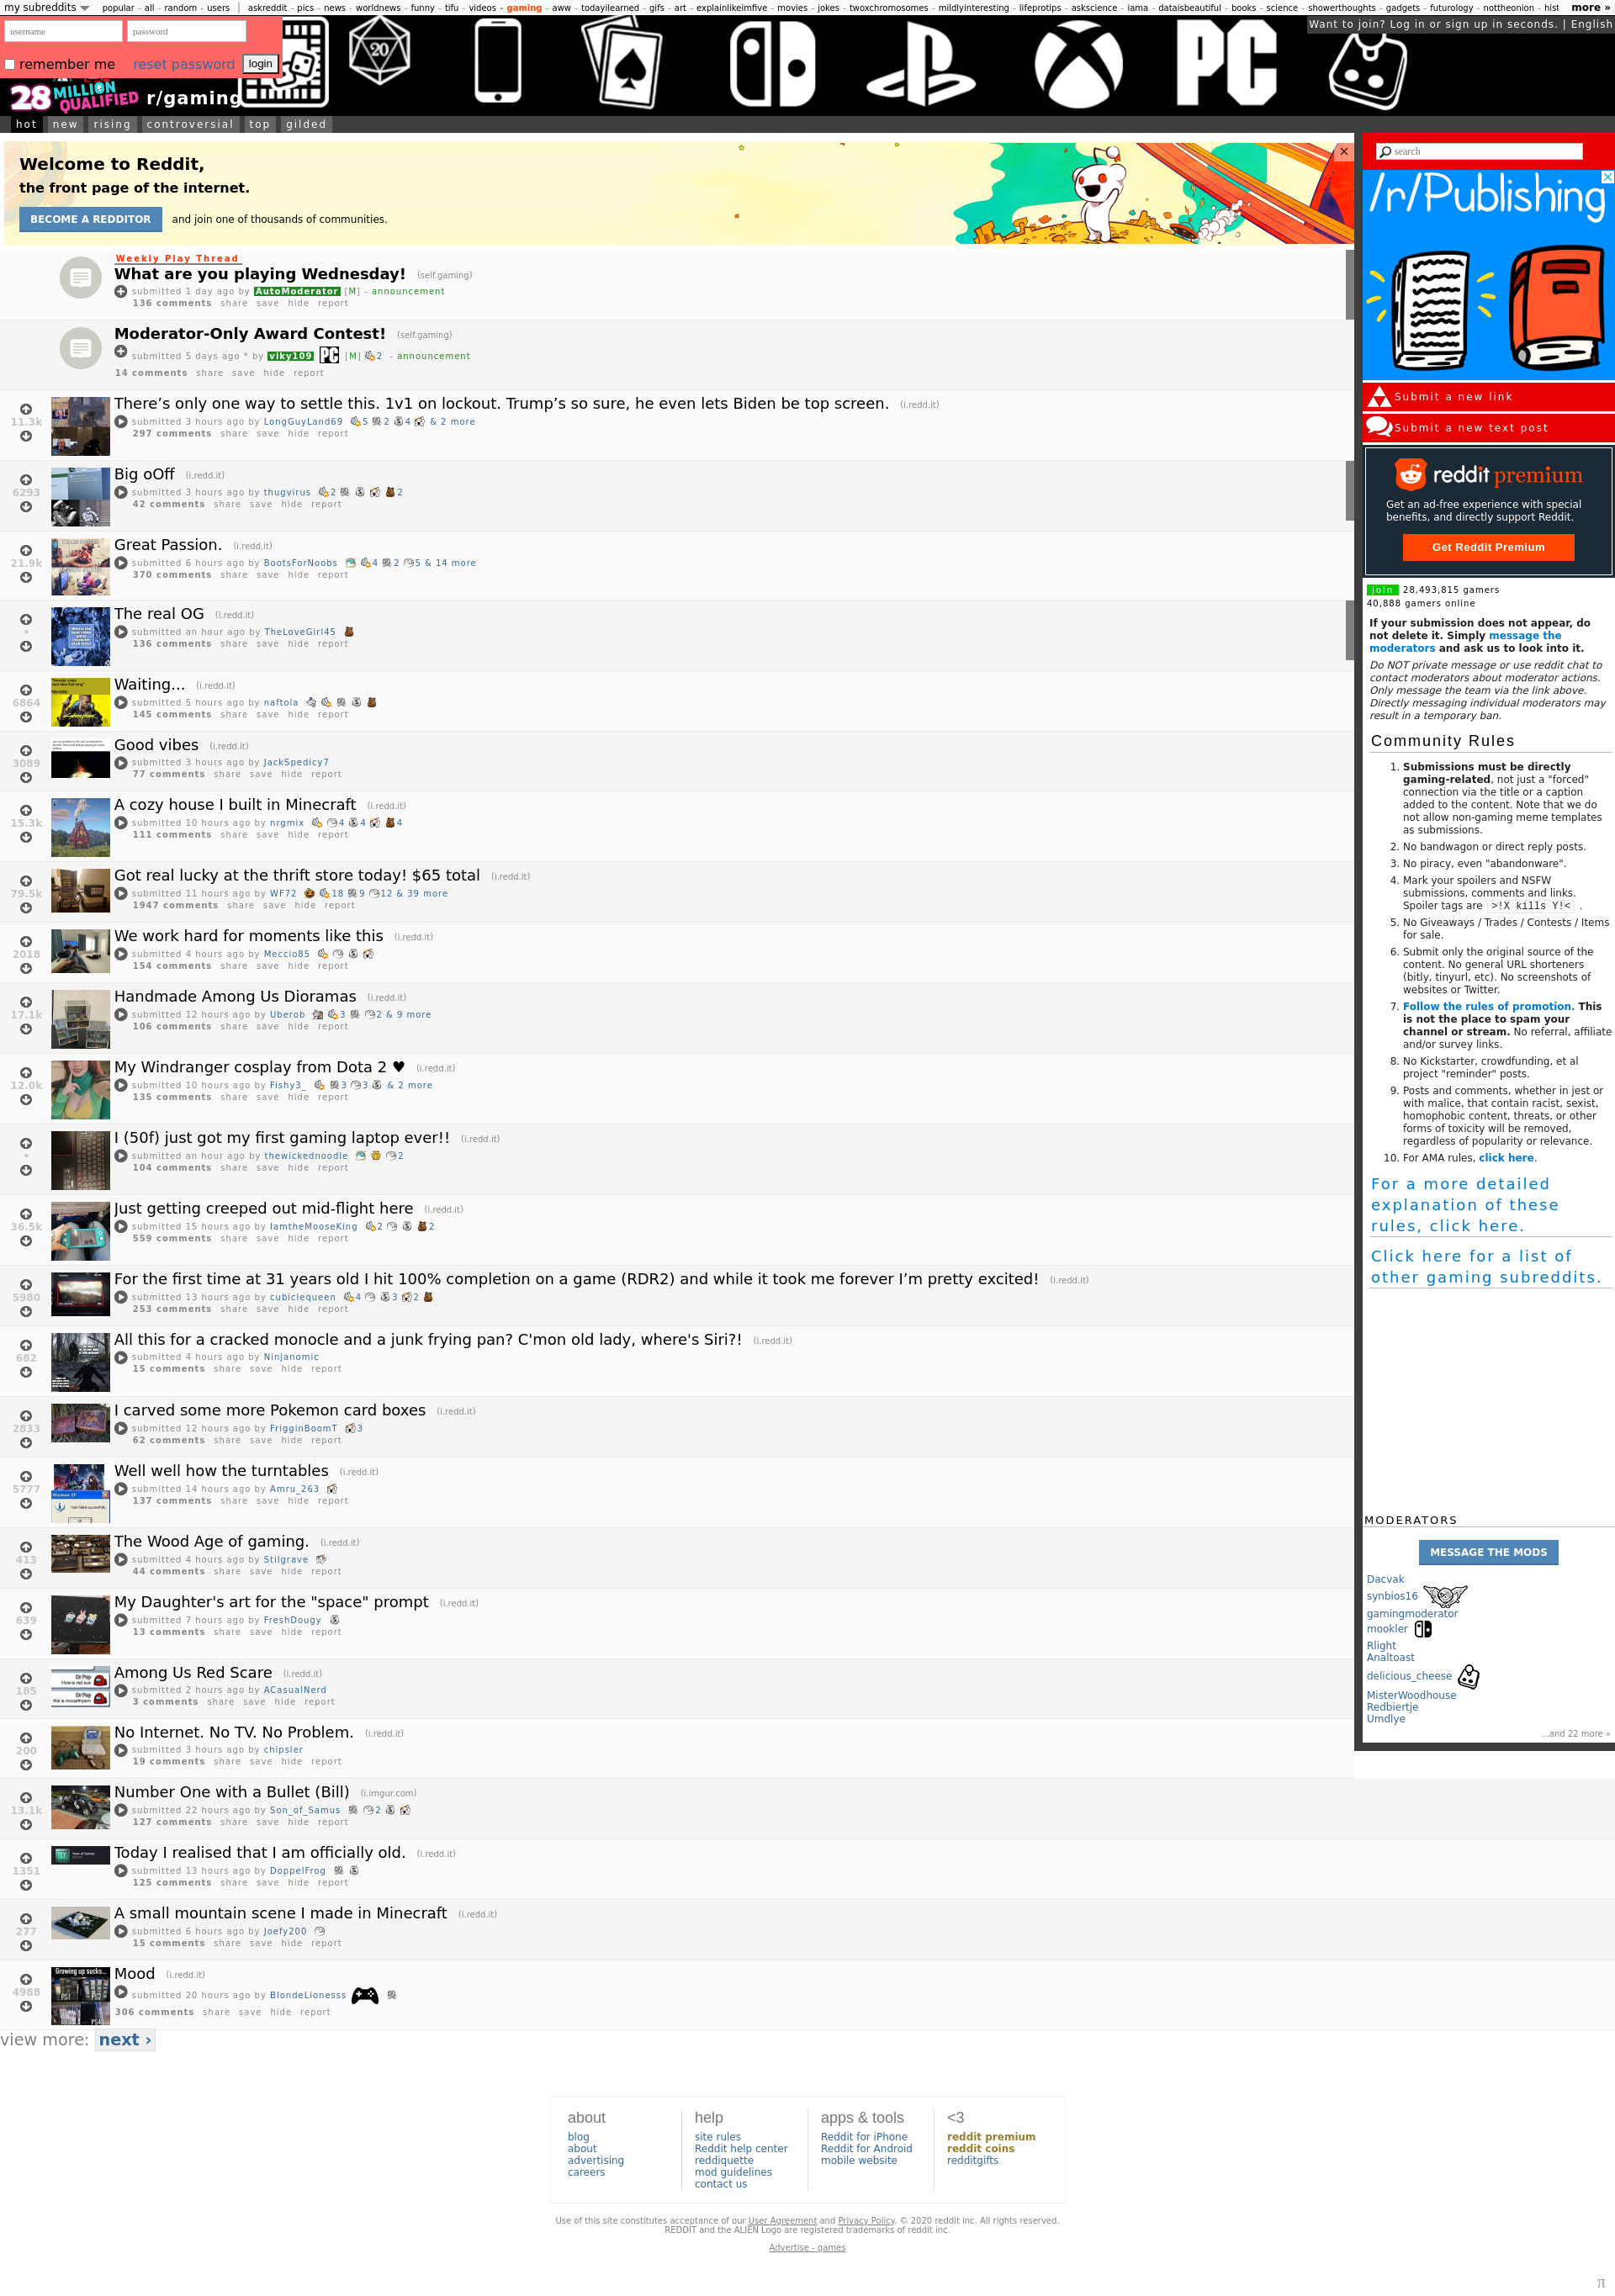 my subreddits
popular - all - random - users | askreddit - pics - news - worldnews - funny - tifu - videos - gaming - aww - todayilearned - gifs - art - explainlikeimfive - movies - jokes - twoxchromosomes - mildlyinteresting - lifeprotips - askscience - iama - dataisbeautiful - books - science - showerthoughts - gadgets - futurology - nottheonion - hist
more »
username
password
remember me
reset password
login
Want to join? Log in or sign up in seconds. | English
20
PC
28 MILLION QUALIFIED
r/gaming
hot
new
rising
controversial
top
gilded
Welcome to Reddit,
the front page of the internet.
BECOME A REDDITOR
and join one of thousands of communities.
Weekly Play Thread
What are you playing Wednesday! (self.gaming)
submitted 1 day ago by AutoModerator [M] - announcement
136 comments share save hide report
Moderator-Only Award Contest! (self.gaming)
submitted 5 days ago * by viky109 PC [M] 2 - announcement
14 comments share save hide report
11.3k
There’s only one way to settle this. 1v1 on lockout. Trump’s so sure, he even lets Biden be top screen. (i.redd.it)
submitted 3 hours ago by LongGuyLand69 5 2 4 & 2 more
297 comments share save hide report
6293
Big oOff (i.redd.it)
submitted 3 hours ago by thugvirus 2 2
42 comments share save hide report
21.9k
Great Passion. (i.redd.it)
submitted 6 hours ago by BootsForNoobs 4 2 5 & 14 more
370 comments share save hide report
•
The real OG (i.redd.it)
submitted an hour ago by TheLoveGirl45
136 comments share save hide report
6864
Waiting... (i.redd.it)
submitted 5 hours ago by naftola
145 comments share save hide report
3089
Good vibes (i.redd.it)
submitted 3 hours ago by JackSpedicy7
77 comments share save hide report
15.3k
A cozy house I built in Minecraft (i.redd.it)
submitted 10 hours ago by nrgmix 4 4 4
111 comments share save hide report
79.5k
Got real lucky at the thrift store today! $65 total (i.redd.it)
submitted 11 hours ago by WF72 18 9 12 & 39 more
1947 comments share save hide report
2018
We work hard for moments like this (i.redd.it)
submitted 4 hours ago by Meccio85
154 comments share save hide report
17.1k
Handmade Among Us Dioramas (i.redd.it)
submitted 12 hours ago by Uberob 3 2 & 9 more
106 comments share save hide report
12.0k
My Windranger cosplay from Dota 2 ♥ (i.redd.it)
submitted 10 hours ago by Fishy3_ 3 3 & 2 more
135 comments share save hide report
•
I (50f) just got my first gaming laptop ever!! (i.redd.it)
submitted an hour ago by thewickednoodle 2
104 comments share save hide report
36.5k
Just getting creeped out mid-flight here (i.redd.it)
submitted 15 hours ago by IamtheMooseKing 2 2
559 comments share save hide report
5980
For the first time at 31 years old I hit 100% completion on a game (RDR2) and while it took me forever I’m pretty excited! (i.redd.it)
submitted 13 hours ago by cubiclequeen 4 3 2
253 comments share save hide report
682
All this for a cracked monocle and a junk frying pan? C'mon old lady, where's Siri?! (i.redd.it)
submitted 4 hours ago by Ninjanomic
15 comments share save hide report
2833
I carved some more Pokemon card boxes (i.redd.it)
submitted 12 hours ago by FrigginBoomT 3
62 comments share save hide report
5777
Well well how the turntables (i.redd.it)
submitted 14 hours ago by Amru_263
137 comments share save hide report
413
The Wood Age of gaming. (i.redd.it)
submitted 4 hours ago by Stilgrave
44 comments share save hide report
639
My Daughter's art for the "space" prompt (i.redd.it)
submitted 7 hours ago by FreshDougy
13 comments share save hide report
185
Among Us Red Scare (i.redd.it)
submitted 2 hours ago by ACasualNerd
3 comments share save hide report
200
No Internet. No TV. No Problem. (i.redd.it)
submitted 3 hours ago by chipsler
19 comments share save hide report
13.1k
Number One with a Bullet (Bill) (i.imgur.com)
submitted 22 hours ago by Son_of_Samus 2
127 comments share save hide report
1351
Today I realised that I am officially old. (i.redd.it)
submitted 13 hours ago by DoppelFrog
125 comments share save hide report
277
A small mountain scene I made in Minecraft (i.redd.it)
submitted 6 hours ago by Joefy200
15 comments share save hide report
4988
Growing up sucks...
Mood (i.redd.it)
submitted 20 hours ago by BlondeLionesss
306 comments share save hide report
view more: next ›
search
/r/Publishing
Submit a new link
Submit a new text post
reddit premium
Get an ad-free experience with special
benefits, and directly support Reddit.
Get Reddit Premium
join 28,493,815 gamers
40,888 gamers online
If your submission does not appear, do
not delete it. Simply message the
moderators and ask us to look into it.
Do NOT private message or use reddit chat to
contact moderators about moderator actions.
Only message the team via the link above.
Directly messaging individual moderators may
result in a temporary ban.
Community Rules
1. Submissions must be directly
gaming-related, not just a "forced"
connection via the title or a caption
added to the content. Note that we do
not allow non-gaming meme templates
as submissions.
2. No bandwagon or direct reply posts.
3. No piracy, even "abandonware".
4. Mark your spoilers and NSFW
submissions, comments and links.
Spoiler tags are >!X kills Y!< .
5. No Giveaways / Trades / Contests / Items
for sale.
6. Submit only the original source of the
content. No general URL shorteners
(bitly, tinyurl, etc). No screenshots of
websites or Twitter.
7. Follow the rules of promotion. This
is not the place to spam your
channel or stream. No referral, affiliate
and/or survey links.
8. No Kickstarter, crowdfunding, et al
project "reminder" posts.
9. Posts and comments, whether in jest or
with malice, that contain racist, sexist,
homophobic content, threats, or other
forms of toxicity will be removed,
regardless of popularity or relevance.
10. For AMA rules, click here.
For a more detailed
explanation of these
rules, click here.
Click here for a list of
other gaming subreddits.
MODERATORS
MESSAGE THE MODS
Dacvak
synbios16
gamingmoderator
mookler
Rlight
Analtoast
delicious_cheese
MisterWoodhouse
Redbiertje
Umdlye
...and 22 more »
about
blog
about
advertising
careers
help
site rules
Reddit help center
reddiquette
mod guidelines
contact us
apps & tools
Reddit for iPhone
Reddit for Android
mobile website
<3
reddit premium
reddit coins
redditgifts
Use of this site constitutes acceptance of our User Agreement and Privacy Policy. © 2020 reddit inc. All rights reserved.
REDDIT and the ALIEN Logo are registered trademarks of reddit inc.
Advertise - games
π